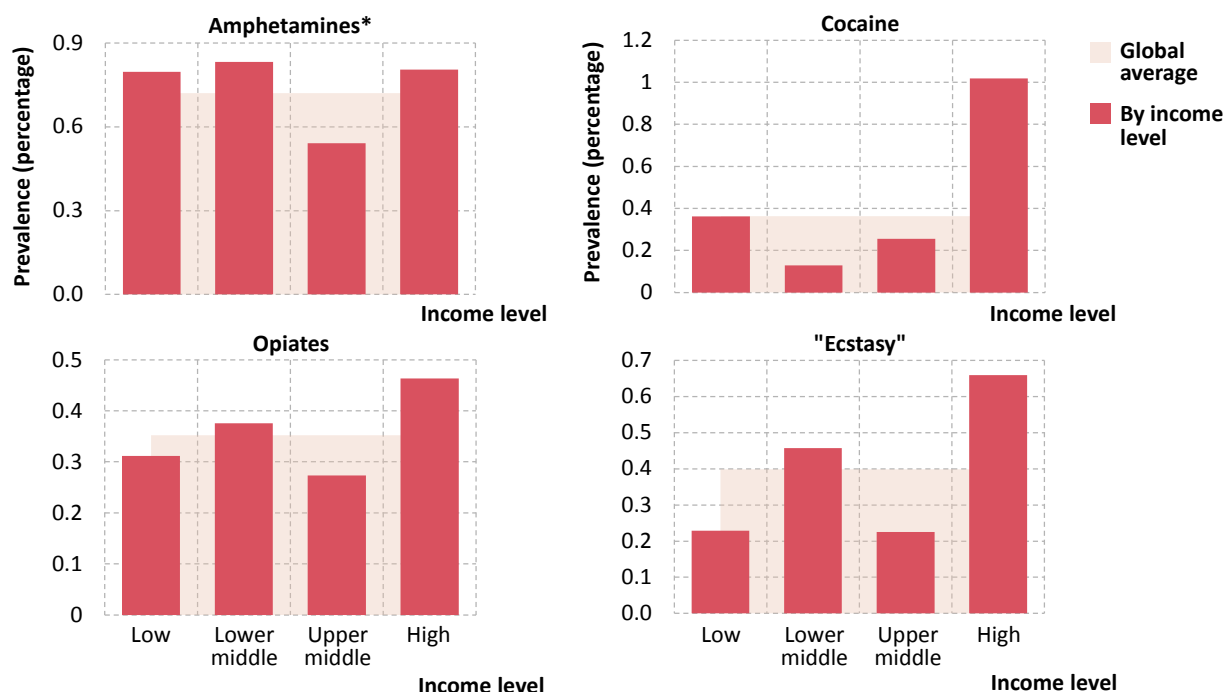 Amphetamines*
Prevalence (percentage)
0.9
0.6
0.3
0.0
Income level
Cocaine
Prevalence (percentage)
1.2
1
0.8
0.6
0.4
0.2
0
Income level
Global
average
By income
level
Opiates
0.5
0.4
0.3
0.2
0.1
0
Low
Lower
middle
Upper
middle
High
Income level
"Ecstasy"
0.7
0.6
0.5
0.4
0.3
0.2
0.1
0.0
Low
Lower
middle
Upper
middle
High
Income level